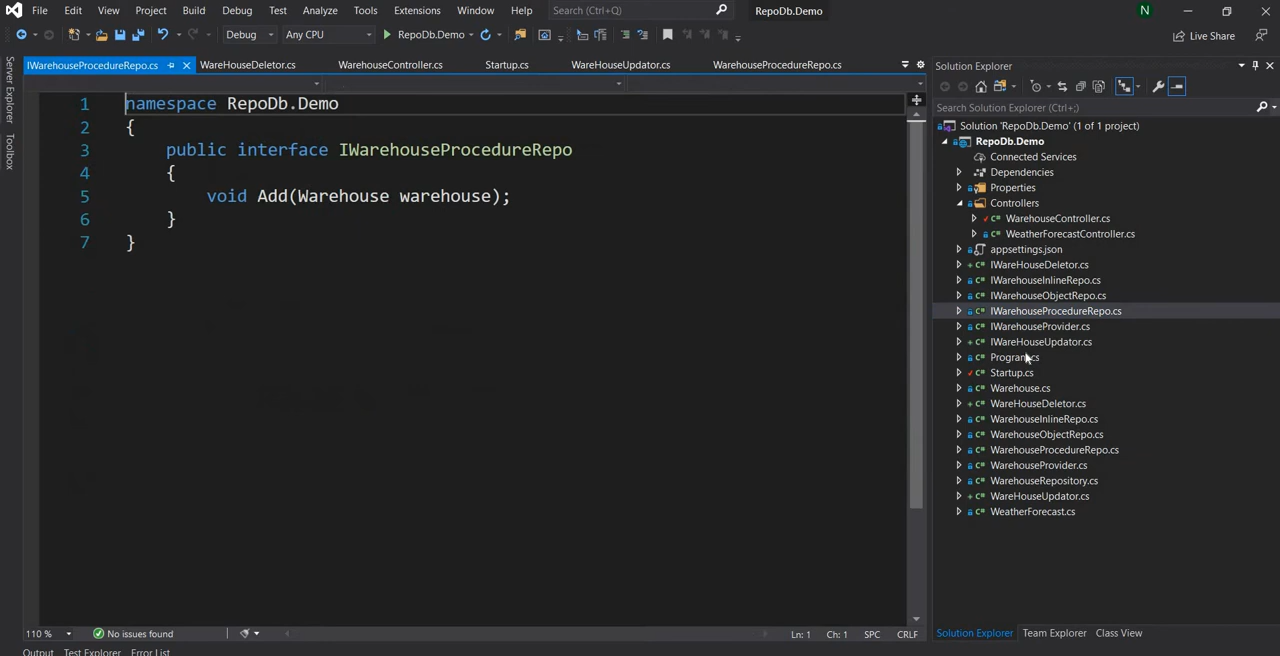 File Edit View Project Build Debug Test Analyze Tools Extensions Window Help Search (Ctrl+Q) RepoDb.Demo N
Debug Any CPU RepoDb.Demo Live Share
Server Explorer
Toolbox
IWarehouseProcedureRepo.cs WareHouseDeletor.cs WarehouseController.cs Startup.cs WareHouseUpdator.cs WarehouseProcedureRepo.cs
1 namespace RepoDb.Demo
2 {
3 public interface IWarehouseProcedureRepo
4 {
5 void Add(Warehouse warehouse);
6 }
7 }
110 % No issues found Ln: 1 Ch: 1 SPC CRLF
Output Test Explorer Error List
Solution Explorer
Search Solution Explorer (Ctrl+;)
Solution 'RepoDb.Demo' (1 of 1 project)
RepoDb.Demo
Connected Services
Dependencies
Properties
Controllers
C# WarehouseController.cs
C# WeatherForecastController.cs
appsettings.json
C# IWareHouseDeletor.cs
C# IWarehouseInlineRepo.cs
C# IWarehouseObjectRepo.cs
C# IWarehouseProcedureRepo.cs
C# IWarehouseProvider.cs
C# IWareHouseUpdator.cs
C# Program.cs
C# Startup.cs
C# Warehouse.cs
C# WareHouseDeletor.cs
C# WarehouseInlineRepo.cs
C# WarehouseObjectRepo.cs
C# WarehouseProcedureRepo.cs
C# WarehouseProvider.cs
C# WarehouseRepository.cs
C# WareHouseUpdator.cs
C# WeatherForecast.cs
Solution Explorer Team Explorer Class View